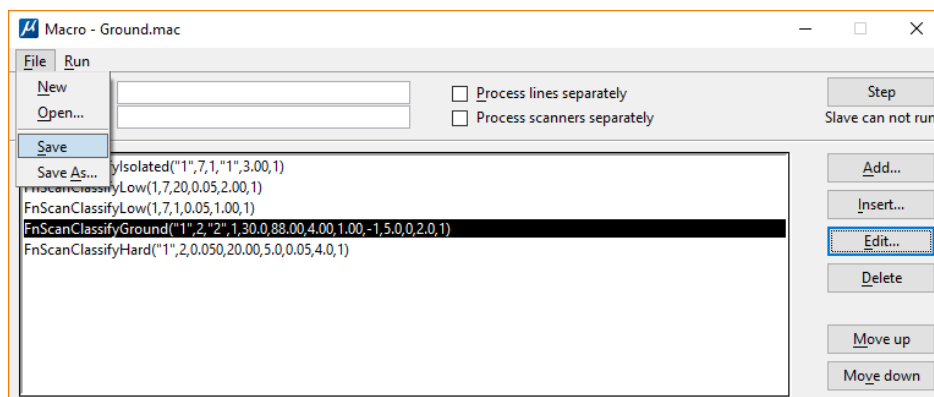 Macro - Ground.mac
File Run
New
Open...
Save
Save As...
Process lines separately
Process scanners separately
Step
Slave can not run
ylsolated("1",7,1,"1",3.00,1)
FnScanClassifyLow(1,7,20,0.05,2.00,1)
FnScanClassifyLow(1,7,1,0.05,1.00,1)
FnScanClassifyGround("1",2,"2",1,30.0,88.00,4.00,1.00,-1,5.0,0,2.0,1)
FnScanClassifyHard("1",2,0.050,20.00,5.0,0.05,4.0,1)
Add...
Insert...
Edit...
Delete
Move up
Move down